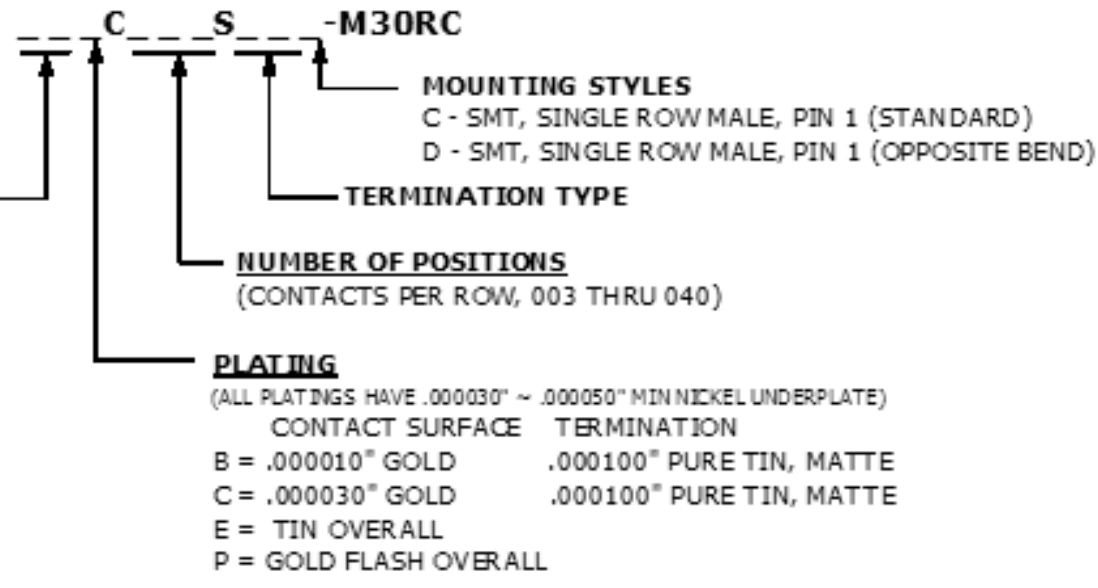 _ _ _C_ _ _ _S_ _ _ _-M30RC
MOUNTING STYLES
C - SMT, SINGLE ROW MALE, PIN 1 (STANDARD)
D - SMT, SINGLE ROW MALE, PIN 1 (OPPOSITE BEND)
TERMINATION TYPE
NUMBER OF POSITIONS
(CONTACTS PER ROW, 003 THRU 040)
PLATING
(ALL PLATINGS HAVE .000030" ~ .000050" MIN NICKEL UNDERPLATE)
CONTACT SURFACE TERMINATION
B = .000010" GOLD .000100" PURE TIN, MATTE
C = .000030" GOLD .000100" PURE TIN, MATTE
E = TIN OVERALL
P = GOLD FLASH OVERALL